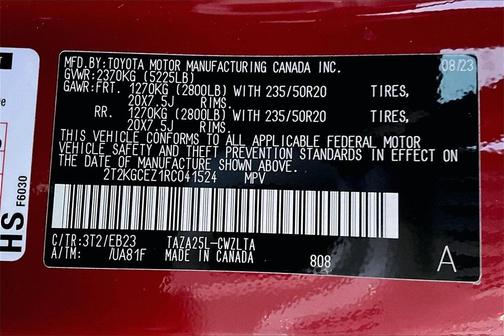 MFD.BY:TOYOTA MOTOR MANUFACTURING CANADA INC. 08/23
GVWR:2370KG (5225LB)
GAWR:FRT. 1270KG (2800LB) WITH 235/50R20 TIRES,
20X7.5J RIMS.
RR. 1270KG (2800LB) WITH 235/50R20 TIRES,
20X7.5J RIMS.
THIS VEHICLE CONFORMS TO ALL APPLICABLE FEDERAL MOTOR
VEHICLE SAFETY AND THEFT PREVENTION STANDARDS IN EFFECT ON
THE DATE OF MANUFACTURE SHOWN ABOVE.
2T2KGCEZ1RC041524 MPV
C/TR:3T2/EB23 TAZA25L-CWZLTA
A/TM: /UA81F MADE IN CANADA 808 A
HS F6030